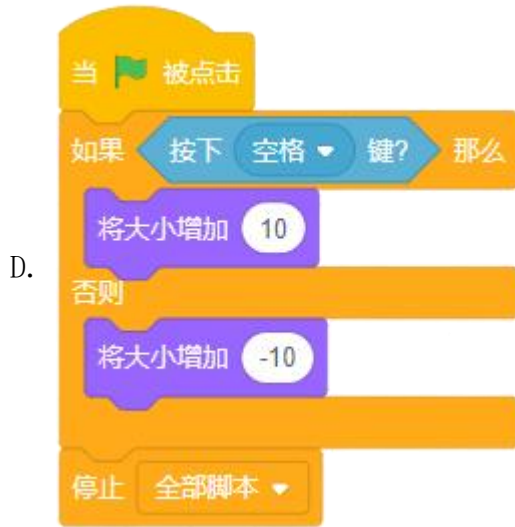 当 被点击
如果 按下 空格 键? 那么
将大小增加 10
D.
否则
将大小增加 -10
停止 全部脚本